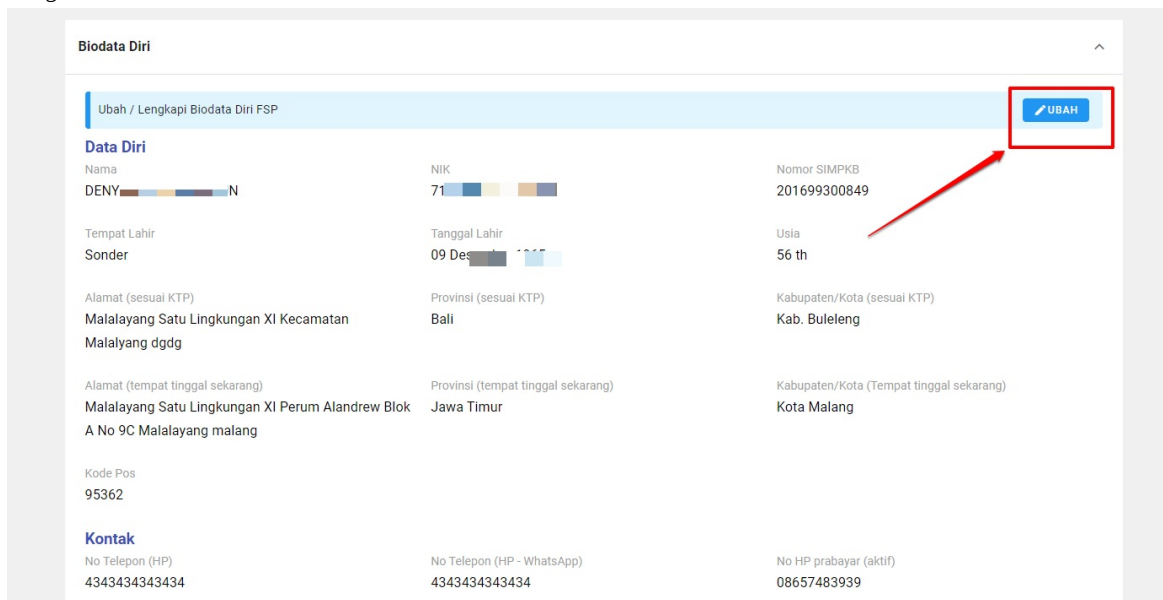 Biodata Diri
Ubah / Lengkapi Biodata Diri FSP
UBAH
Data Diri
Nama NIK Nomor SIMPKB
DENY N 71 201699300849
Tempat Lahir Tanggal Lahir Usia
Sonder 09 Des 56 th
Alamat (sesuai KTP) Provinsi (sesuai KTP) Kabupaten/Kota (sesuai KTP)
Malalayang Satu Lingkungan XI Kecamatan Bali Kab. Buleleng
Malalyang dgdg
Alamat (tempat tinggal sekarang) Provinsi (tempat tinggal sekarang) Kabupaten/Kota (Tempat tinggal sekarang)
Malalayang Satu Lingkungan XI Perum Alandrew Blok Jawa Timur Kota Malang
A No 9C Malalayang malang
Kode Pos
95362
Kontak
No Telepon (HP) No Telepon (HP - WhatsApp) No HP prabayar (aktif)
4343434343434 4343434343434 08657483939